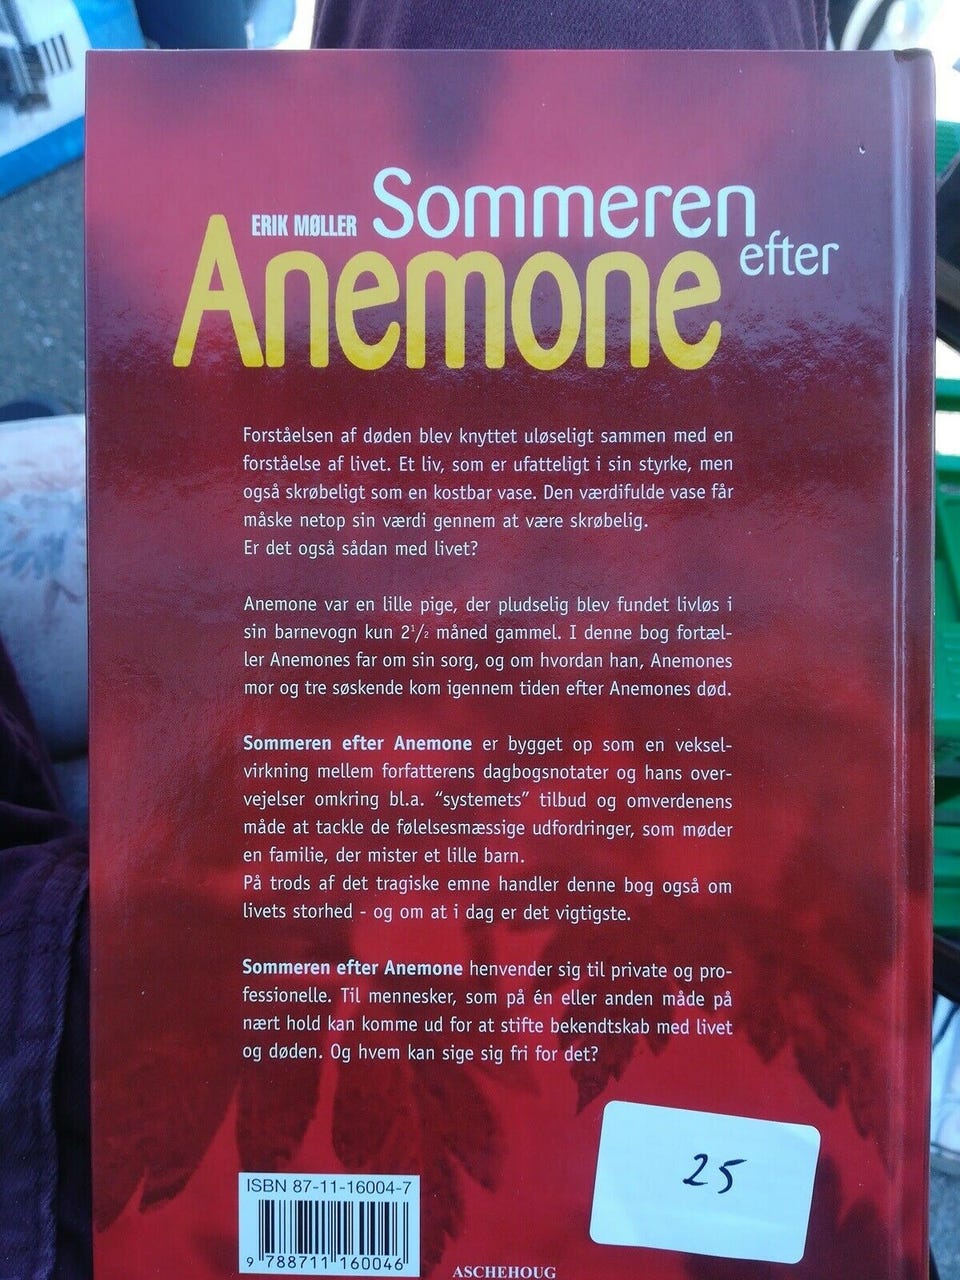 ERIK MØLLER Sommeren
efter
Anemone
Forståelsen af døden blev knyttet uløseligt sammen med en
forståelse af livet. Et liv, som er ufatteligt i sin styrke, men
også skrøbeligt som en kostbar vase. Den værdifulde vase får
måske netop sin værdi gennem at være skrøbelig.
Er det også sådan med livet?
Anemone var en lille pige, der pludselig blev fundet livløs i
sin barnevogn kun 2½ måned gammel. I denne bog fortæl-
ler Anemones far om sin sorg, og om hvordan han, Anemones
mor og tre søskende kom igennem tiden efter Anemones død.
Sommeren efter Anemone er bygget op som en veksel-
virkning mellem forfatterens dagbogsnotater og hans over-
vejelser omkring bl.a. “systemets” tilbud og omverdenens
måde at tackle de følelsesmæssige udfordringer, som møder
en familie, der mister et lille barn.
På trods af det tragiske emne handler denne bog også om
livets storhed - og om at i dag er det vigtigste.
Sommeren efter Anemone henvender sig til private og pro-
fessionelle. Til mennesker, som på én eller anden måde på
nært hold kan komme ud for at stifte bekendtskab med livet
og døden. Og hvem kan sige sig fri for det?
25
ISBN 87-11-16004-7
9 788711 160046
ASCHEHOUG